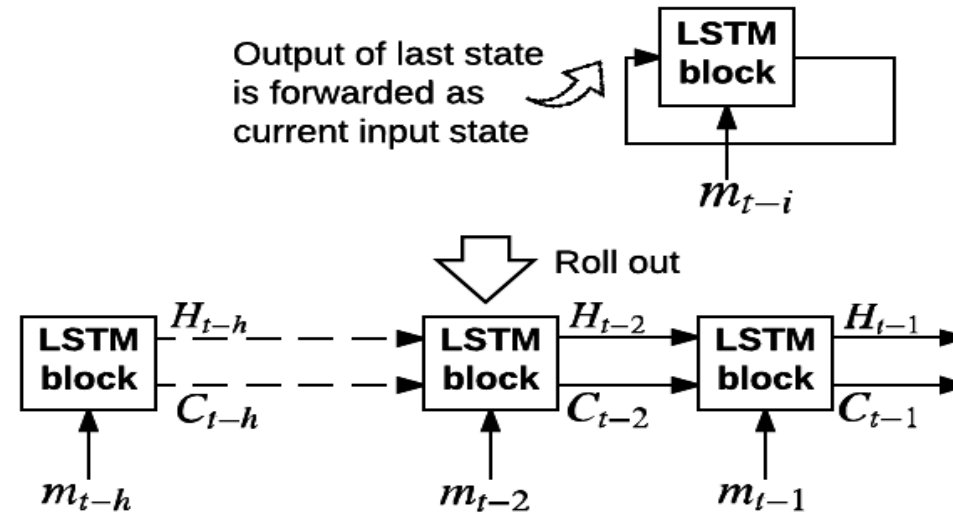 LSTM
block
Output of last state
is forwarded as
current input state
m_{t-i}
Roll out
LSTM
block
H_{t-h}
C_{t-h}
m_{t-h}
LSTM
block
H_{t-2}
C_{t-2}
m_{t-2}
LSTM
block
H_{t-1}
C_{t-1}
m_{t-1}